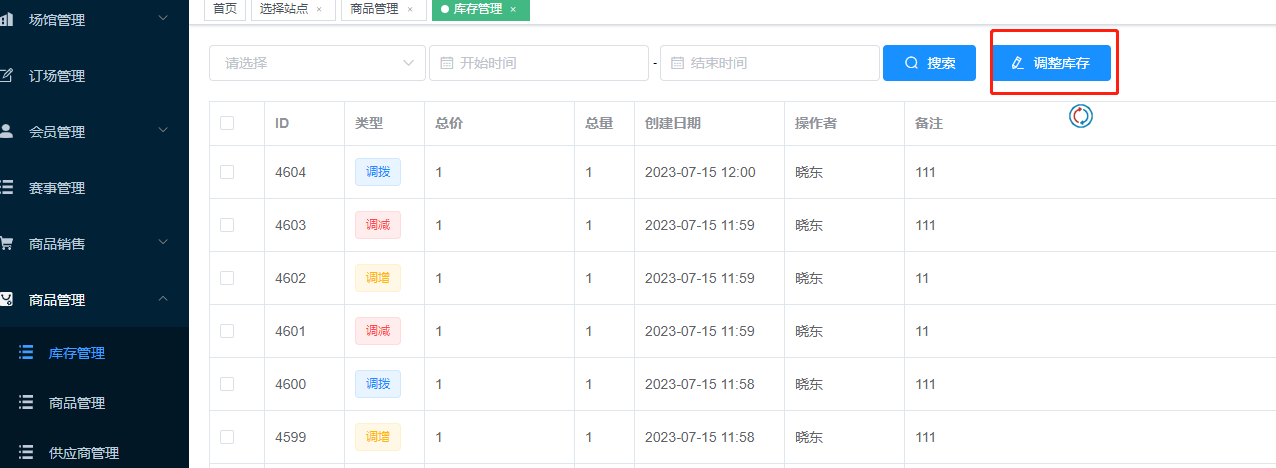 首页 选择站点 × 商品管理 × 库存管理 ×
场馆管理
订场管理
会员管理
赛事管理
商品销售
商品管理
库存管理
商品管理
供应商管理
请选择 开始时间 - 结束时间 搜索 调整库存
ID 类型 总价 总量 创建日期 操作者 备注
4604 调拨 1 1 2023-07-15 12:00 晓东 111
4603 调减 1 1 2023-07-15 11:59 晓东 111
4602 调增 1 1 2023-07-15 11:59 晓东 11
4601 调减 1 1 2023-07-15 11:59 晓东 11
4600 调拨 1 1 2023-07-15 11:58 晓东 111
4599 调增 1 1 2023-07-15 11:58 晓东 111